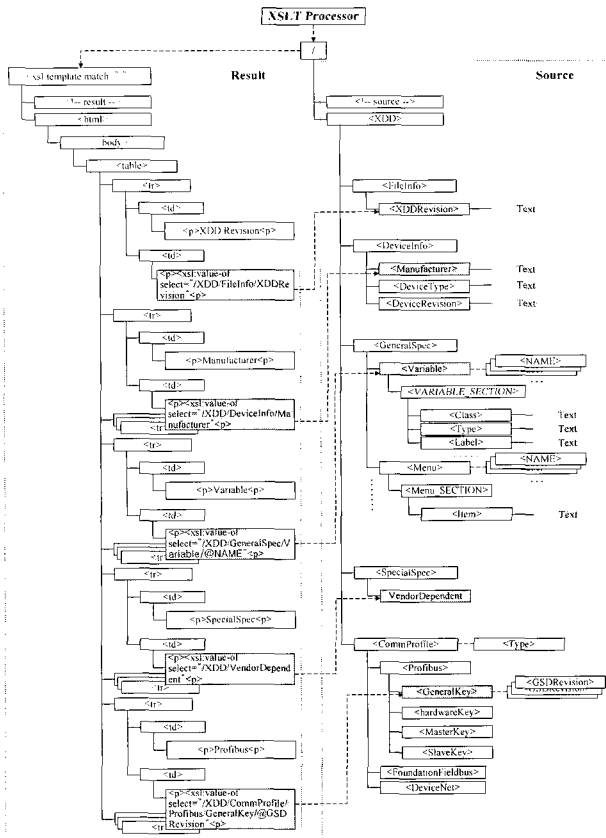 XSLT Processor
/
xsl template match
Result
Source
<!-- result -->
<html>
body
<table>
<tr>
<td>
<p>XDD Revision<p>
<td>
<p><xsl:value-of
select="/XDD/FileInfo/XDDRe
vision"<p>
<tr>
<td>
<p>Manufacturer<p>
<td>
<p><xsl:value-of
select="/XDD/DeviceInfo/Ma
nufacturer"<p>
<tr>
<tr>
<td>
<p>Variable<p>
<td>
<p><xsl:value-of
select="/XDD/GeneralSpec/V
ariable/@NAME"<p>
<tr>
<tr>
<td>
<p>SpecialSpec<p>
<td>
<p><xsl:value-of
select="/XDD/VendorDepend
ent"<p>
<tr>
<tr>
<td>
<p>Profibus<p>
<td>
<p><xsl:value-of
select="/XDD/CommProfile/
Profibus/GeneralKey/@GSD
Revision"<p>
<tr>
<!-- source -->
<XDD>
<FileInfo>
<XDDRevision> Text
<DeviceInfo>
<Manufacturer> Text
<DeviceType> Text
<DeviceRevision> Text
<GeneralSpec>
<Variable> <NAME>
<VARIABLE_SECTION>
<Class> Text
<Type> Text
<Label> Text
<Menu> <NAME>
<Menu_SECTION>
<Item> Text
<SpecialSpec>
VendorDependent
<CommProfile> <Type>
<Profibus>
<GeneralKey> <GSDRevision>
<GSDRevision>
<hardwareKey>
<MasterKey>
<SlaveKey>
<FoundationFieldbus>
<DeviceNet>